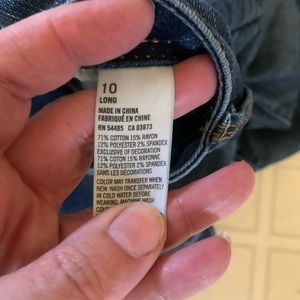 10
LONG
MADE IN CHINA
FABRIQUÉ EN CHINE
RN 54485 CA 03873
71% COTTON 15% RAYON
12% POLYESTER 2% SPANDEX
EXCLUSIVE OF DECORATION
71% COTON 15% RAYONNE
12% POLYESTER 2% SPANDEX
SANS LES DÉCORATION
COLOR MAY TRANSFER WHEN
NEW. WASH ONCE SEPARATELY
IN COLD WATER BEFORE
WEARING. MACHINE WASH